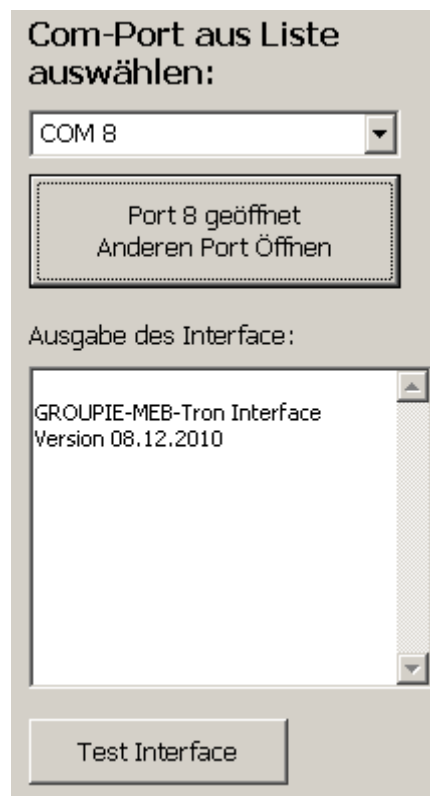 Com-Port aus Liste
auswählen:
COM 8
Port 8 geöffnet
Anderen Port Öffnen
Ausgabe des Interface:
GROUPIE-MEB-Tron Interface
Version 08.12.2010
Test Interface